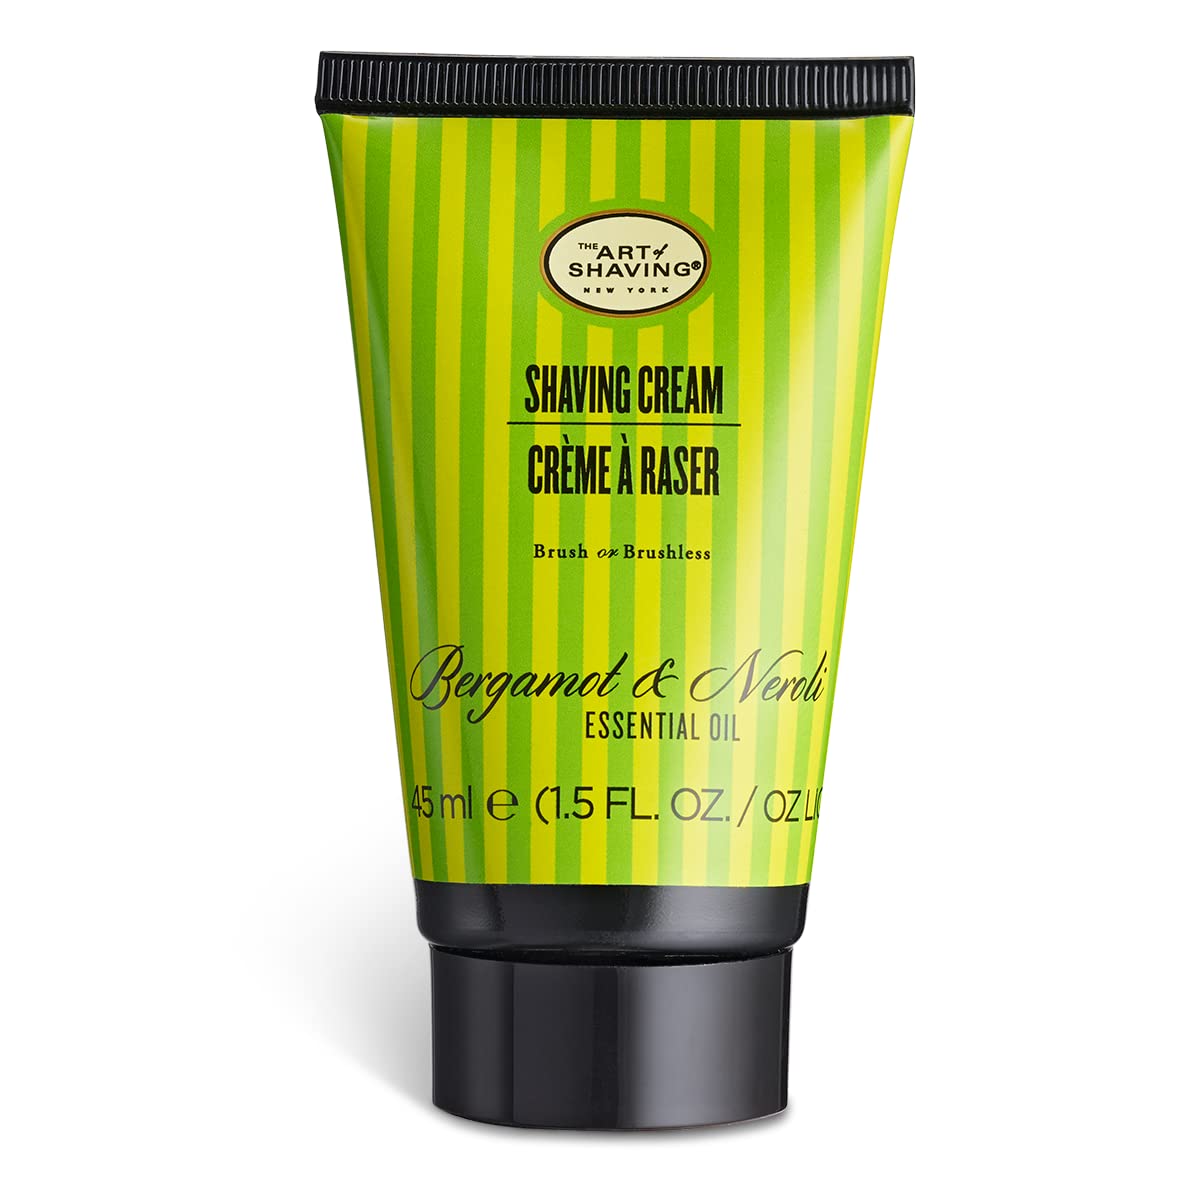 THE ART of
SHAVING®
NEW YORK
SHAVING CREAM
CRÈME À RASER
Brush or Brushless
Bergamot & Neroli
ESSENTIAL OIL
45 ml e (1.5 FL. OZ. / OZ LIQ